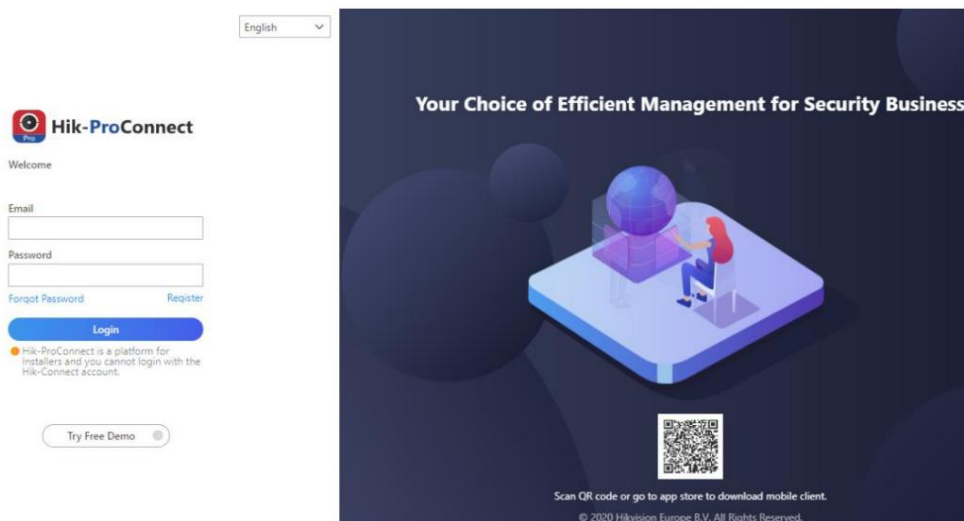 English
Hik-ProConnect
Pro
Welcome
Email
Password
Forgot Password Register
Login
Hik-ProConnect is a platform for
Installers and you cannot login with the
Hik-Connect account.
Try Free Demo
Your Choice of Efficient Management for Security Business
Scan QR code or go to app store to download mobile client.
© 2020 Hikvision Europe B.V. All Rights Reserved.